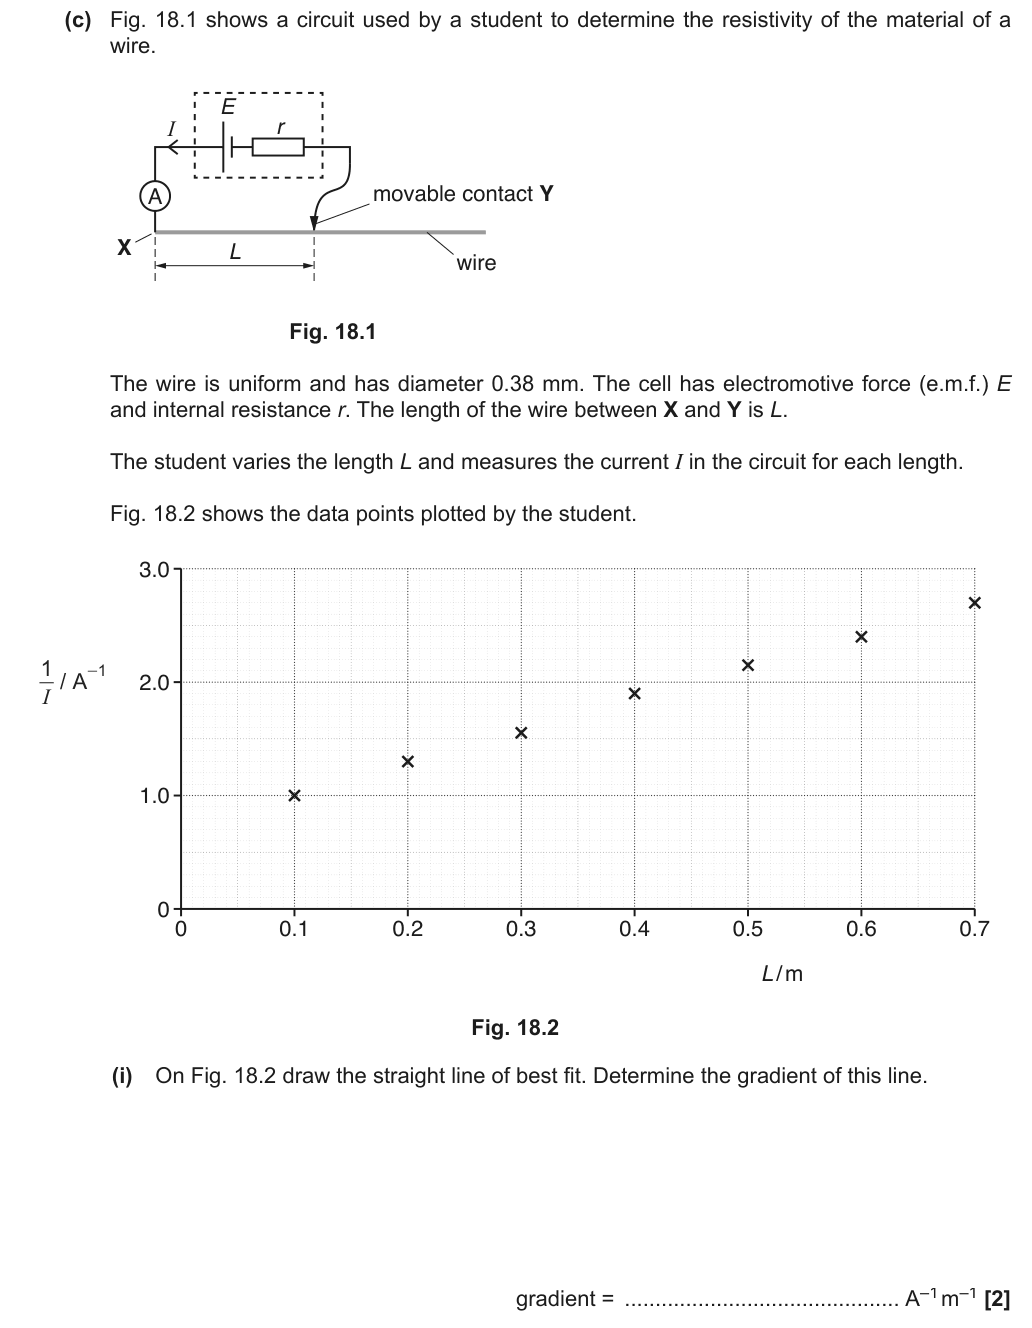 (c) Fig. 18.1 shows a circuit used by a student to determine the resistivity of the material of a
wire.
E
I
r
A
movable contact Y
X
L
wire
Fig. 18.1
The wire is uniform and has diameter 0.38 mm. The cell has electromotive force (e.m.f.) E
and internal resistance r. The length of the wire between X and Y is L.
The student varies the length L and measures the current I in the circuit for each length.
Fig. 18.2 shows the data points plotted by the student.
3.0
1/I / A⁻¹
2.0
1.0
0
0 0.1 0.2 0.3 0.4 0.5 0.6 0.7
L/m
Fig. 18.2
(i) On Fig. 18.2 draw the straight line of best fit. Determine the gradient of this line.
gradient = ............................................. A⁻¹ m⁻¹ [2]